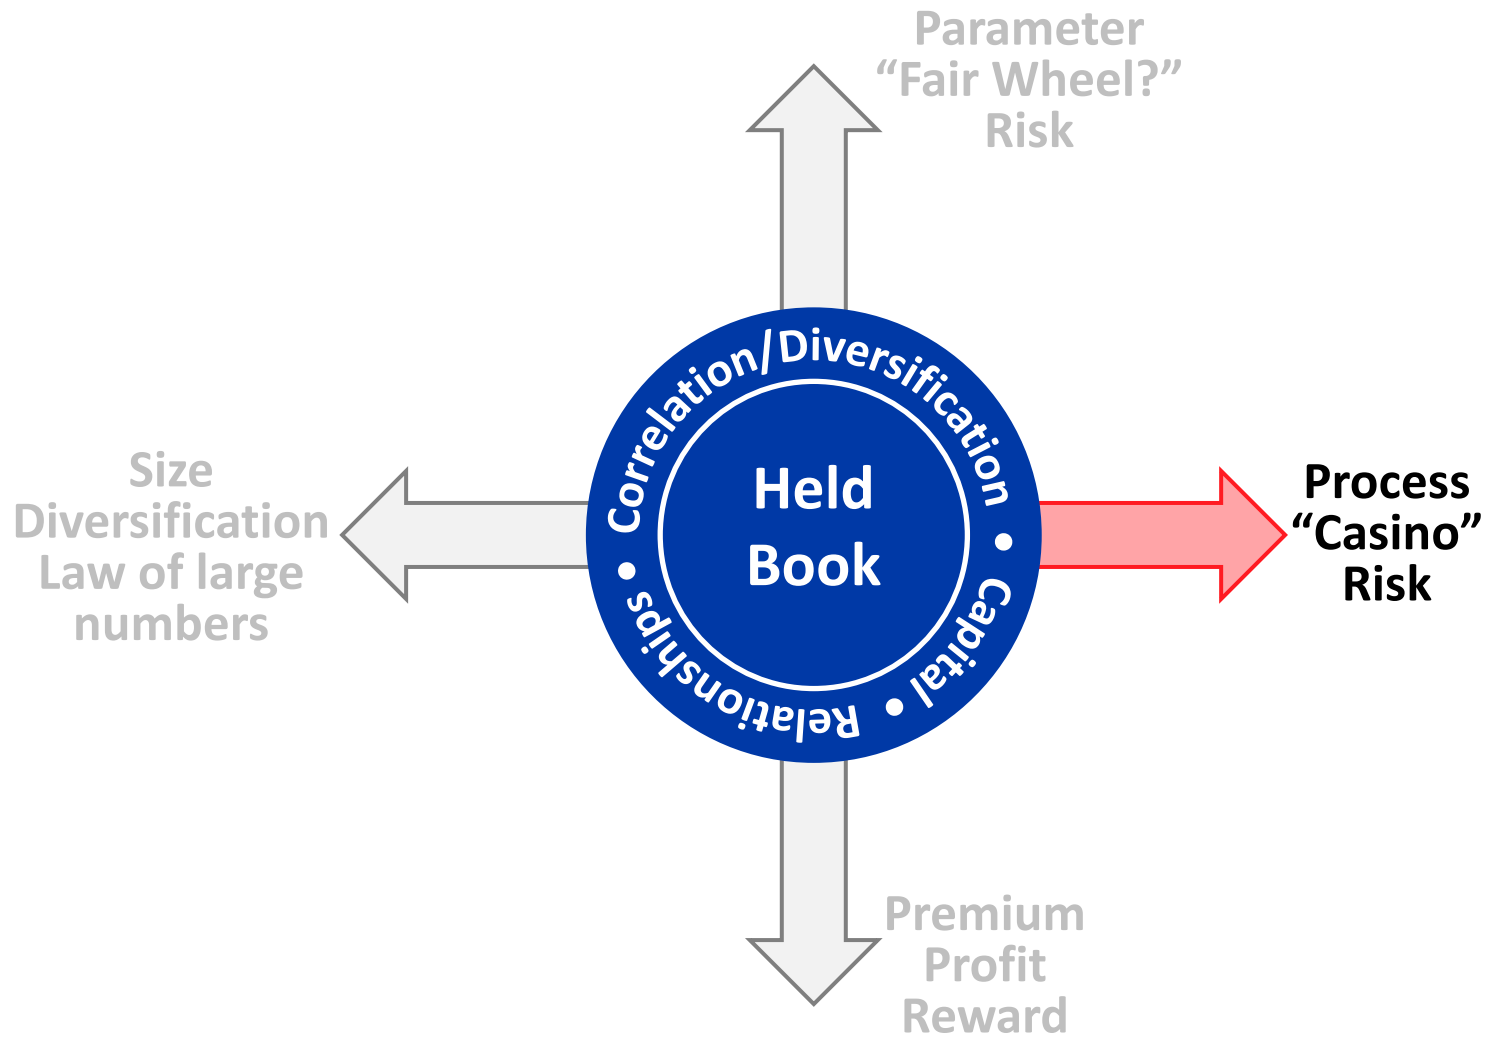 Parameter
“Fair Wheel?”
Risk
Correlation/Diversification • Capital • Relationships •
Held
Book
Size
Diversification
Law of large
numbers
Process
“Casino”
Risk
Premium
Profit
Reward